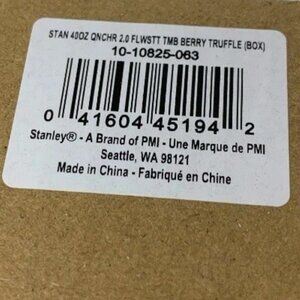 STAN 40OZ QNCHR 2.0 FLWSTT TMB BERRY TRUFFLE (BOX)
10-10825-063
0 41604 45194 2
Stanley® - A Brand of PMI - Une Marque de PMI
Seattle, WA 98121
Made in China - Fabriqué en Chine